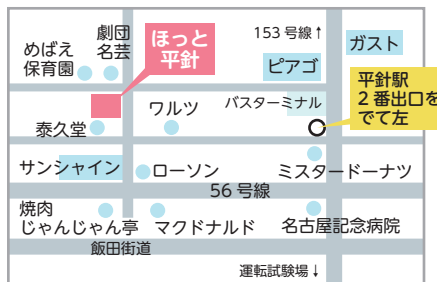 劇団
名芸
めばえ
保育園
ほっと
平針
153号線↑
ガスト
ピアゴ
平針駅
2番出口を
でて左
ワルツ
バスターミナル
泰久堂
サンシャイン
ローソン
ミスタードーナツ
56号線
焼肉
じゃんじゃん亭
マクドナルド
名古屋記念病院
飯田街道
運転試験場↓